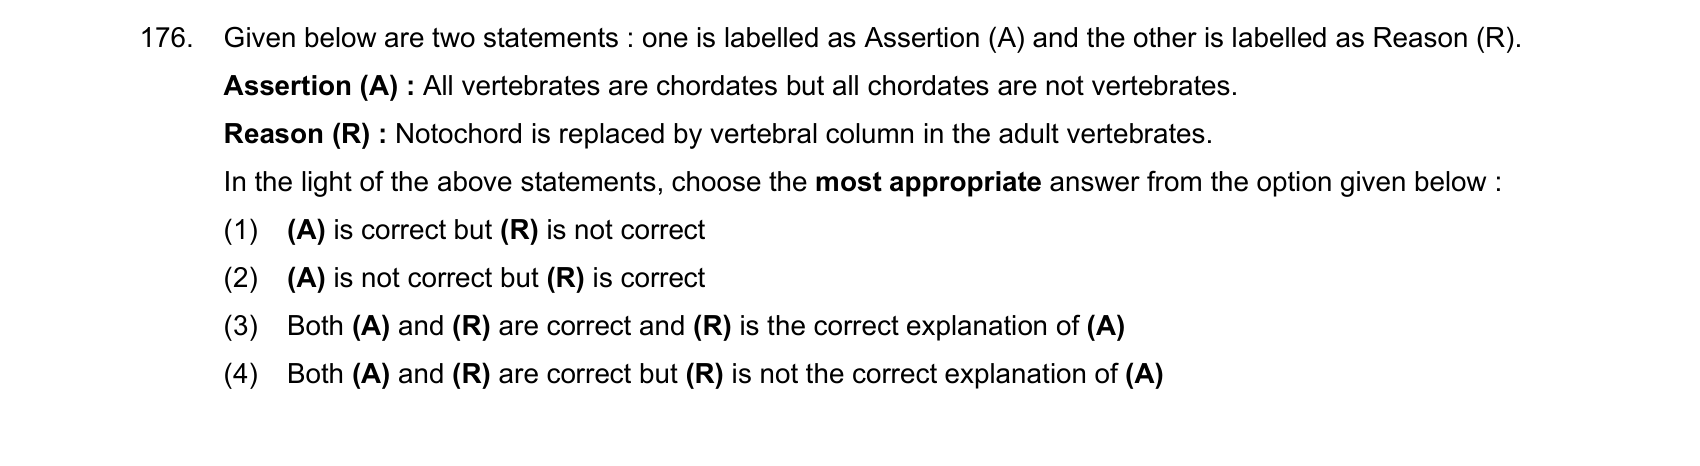 176. Given below are two statements : one is labelled as Assertion (A) and the other is labelled as Reason (R).
Assertion (A) : All vertebrates are chordates but all chordates are not vertebrates.
Reason (R) : Notochord is replaced by vertebral column in the adult vertebrates.
In the light of the above statements, choose the most appropriate answer from the option given below :
(1) (A) is correct but (R) is not correct
(2) (A) is not correct but (R) is correct
(3) Both (A) and (R) are correct and (R) is the correct explanation of (A)
(4) Both (A) and (R) are correct but (R) is not the correct explanation of (A)